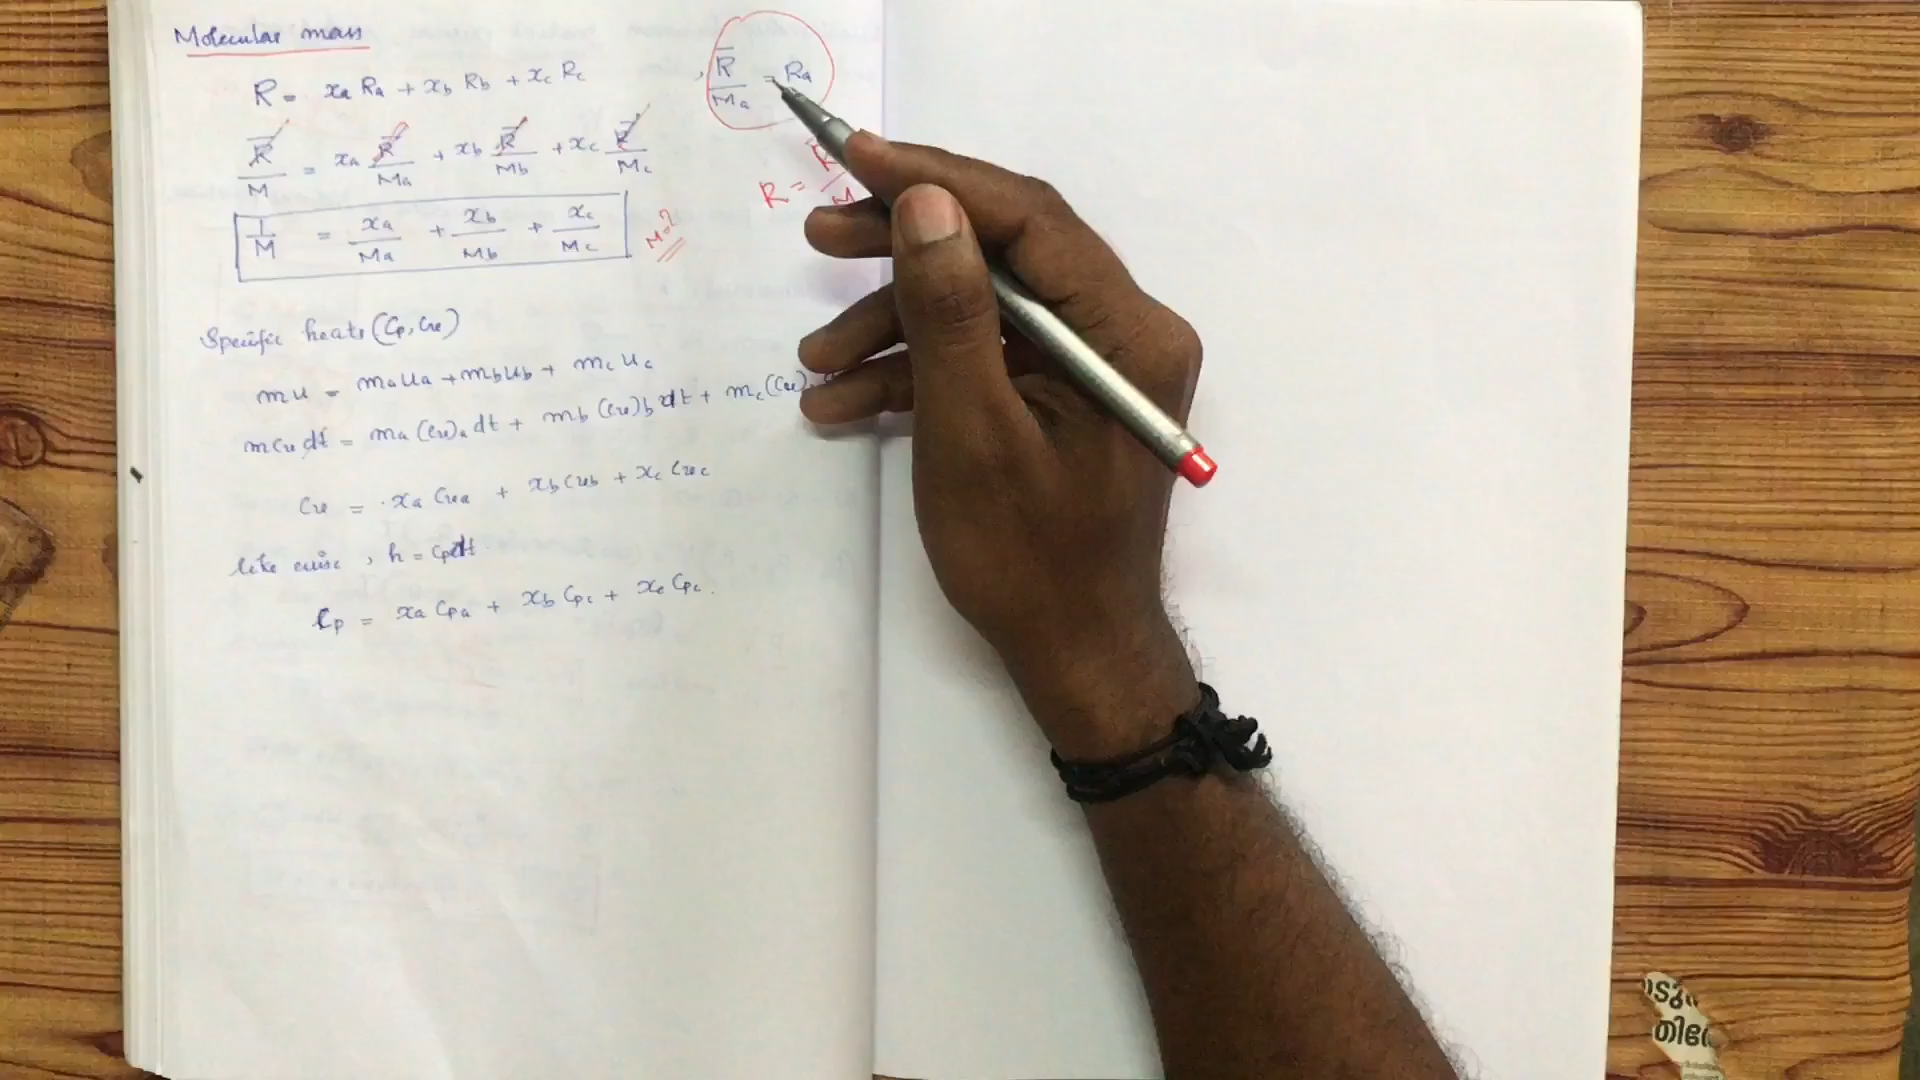 Molecular mass
R = xa Ra + xb Rb + xc Rc
, R̅/Ma = Ra
R̅/M = xa R̅/Ma + xb R̅/Mb + xc R̅/Mc
R = R̅/M
1/M = xa/Ma + xb/Mb + xc/Mc
M=?
Specific heats (Cp, Cv)
mu = maua + mbub + mcuc
mcv dt = ma (cv)a dt + mb (cv)b dt + mc (cv)
Cv = xa Cva + xb Cvb + xc Cvc
like wise, h = Cpdt
Cp = xa Cpa + xb Cpc + xc Cpc.